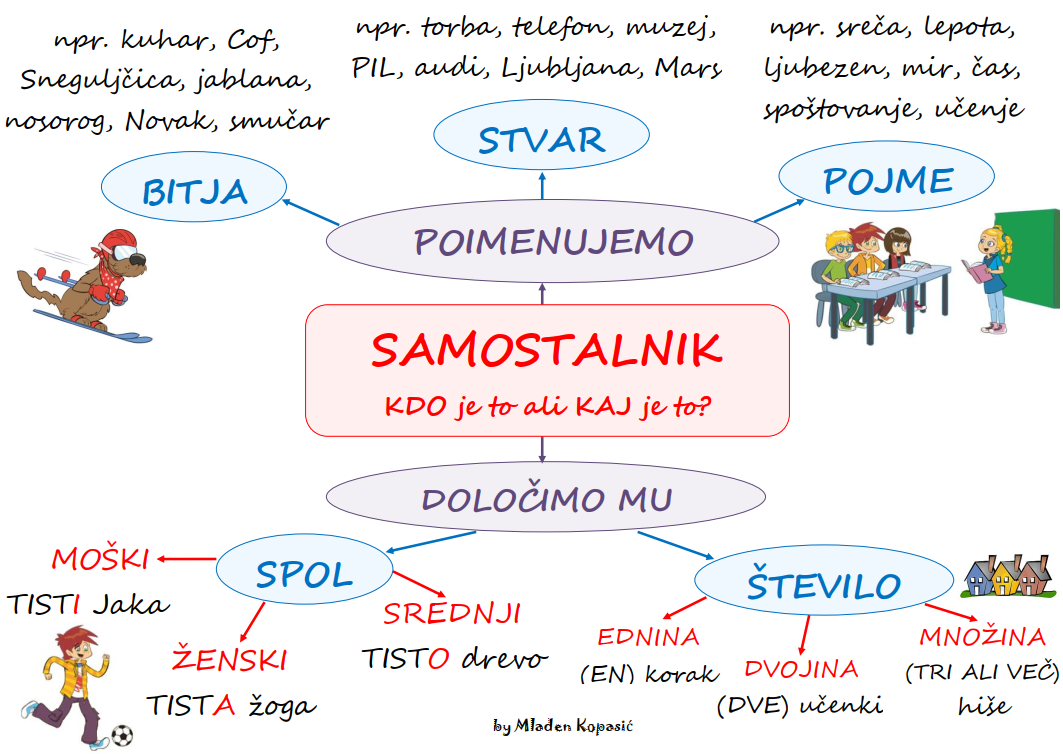 npr. kuhar, Cof,
Sneguljčica, jablana,
nosorog, Novak, smučar
npr. torba, telefon, muzej,
PIL, audi, Ljubljana, Mars
npr. sreča, lepota,
ljubezen, mir, čas,
spoštovanje, učenje
BITJA
STVAR
POJME
POIMENUJEMO
SAMOSTALNIK
KDO je to ali KAJ je to?
DOLOČIMO MU
SPOL
MOŠKI
TISTI Jaka
ŽENSKI
TISTA žoga
SREDNJI
TISTO drevo
ŠTEVILO
EDNINA
(EN) korak
DVOJINA
(DVE) učenki
MNOŽINA
(TRI ALI VEČ)
hiše
by Mladen Kopasić